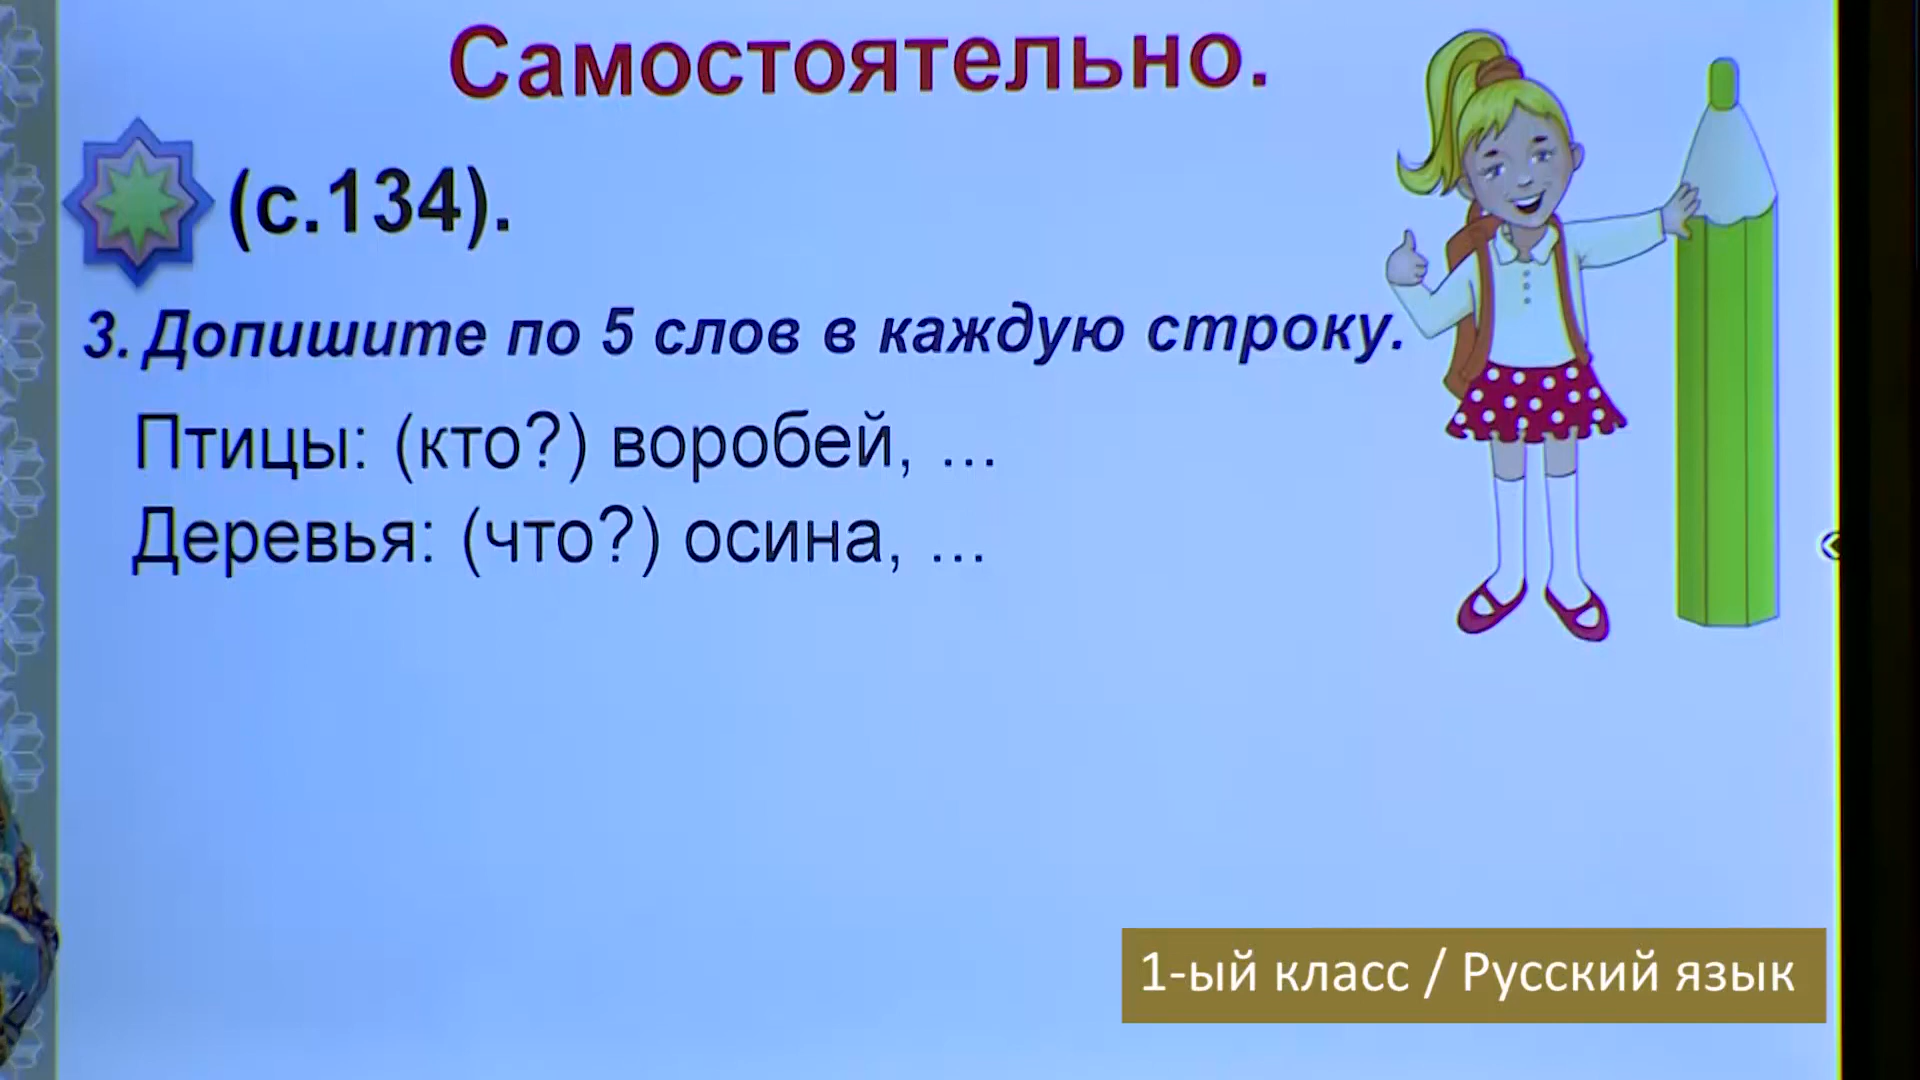 Самостоятельно.
(с.134).
3. Допишите по 5 слов в каждую строку.
Птицы: (кто?) воробей, ...
Деревья: (что?) осина, ...
1-ый класс / Русский язык